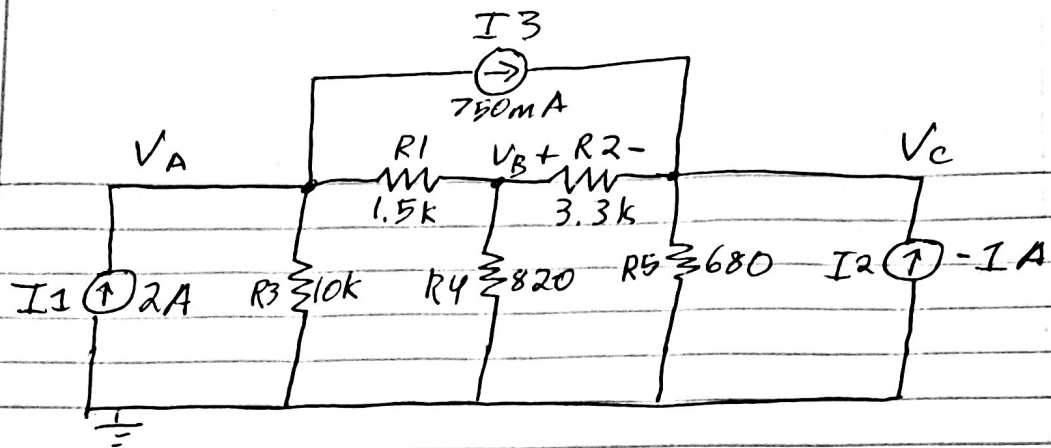 I3
750mA
VA
R1
VB + R2 -
VC
1.5k
3.3k
I1
2A
R3
10k
R4
820
R5
680
I2
-1A